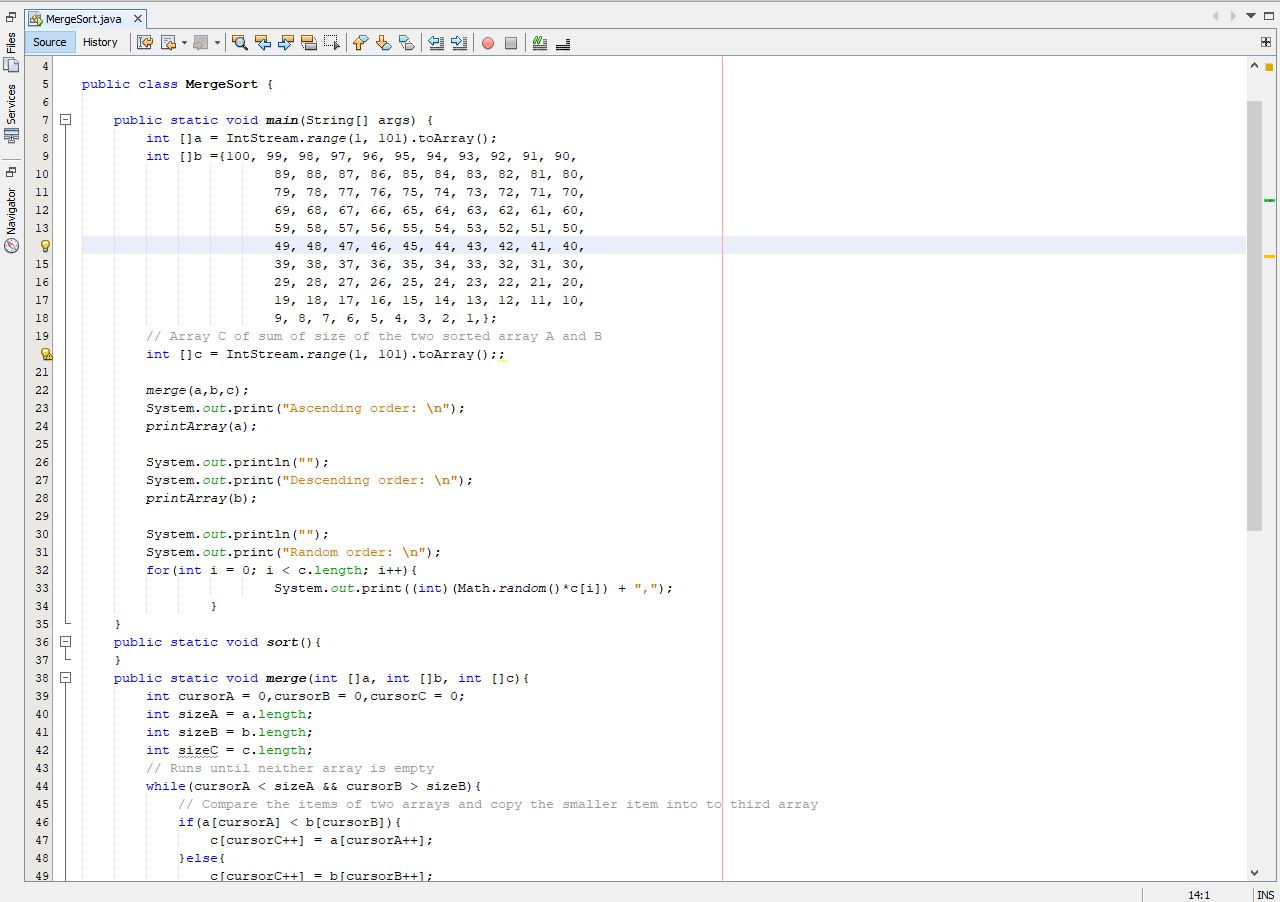 MergeSort.java
Source History
Files
Services
Navigator
4
5 public class MergeSort {
6
7 public static void main(String[] args) {
8 int []a = IntStream.range(1, 101).toArray();
9 int []b ={100, 99, 98, 97, 96, 95, 94, 93, 92, 91, 90,
10 89, 88, 87, 86, 85, 84, 83, 82, 81, 80,
11 79, 78, 77, 76, 75, 74, 73, 72, 71, 70,
12 69, 68, 67, 66, 65, 64, 63, 62, 61, 60,
13 59, 58, 57, 56, 55, 54, 53, 52, 51, 50,
49, 48, 47, 46, 45, 44, 43, 42, 41, 40,
15 39, 38, 37, 36, 35, 34, 33, 32, 31, 30,
16 29, 28, 27, 26, 25, 24, 23, 22, 21, 20,
17 19, 18, 17, 16, 15, 14, 13, 12, 11, 10,
18 9, 8, 7, 6, 5, 4, 3, 2, 1,};
19 // Array C of sum of size of the two sorted array A and B
int []c = IntStream.range(1, 101).toArray();;
21
22 merge(a,b,c);
23 System.out.print("Ascending order: \n");
24 printArray(a);
25
26 System.out.println("");
27 System.out.print("Descending order: \n");
28 printArray(b);
29
30 System.out.println("");
31 System.out.print("Random order: \n");
32 for(int i = 0; i < c.length; i++){
33 System.out.print((int)(Math.random()*c[i]) + ",");
34 }
35 }
36 public static void sort(){
37 }
38 public static void merge(int []a, int []b, int []c){
39 int cursorA = 0,cursorB = 0,cursorC = 0;
40 int sizeA = a.length;
41 int sizeB = b.length;
42 int sizeC = c.length;
43 // Runs until neither array is empty
44 while(cursorA < sizeA && cursorB > sizeB){
45 // Compare the items of two arrays and copy the smaller item into to third array
46 if(a[cursorA] < b[cursorB]){
47 c[cursorC++] = a[cursorA++];
48 }else{
49 c[cursorC++] = b[cursorB++];
14:1 INS